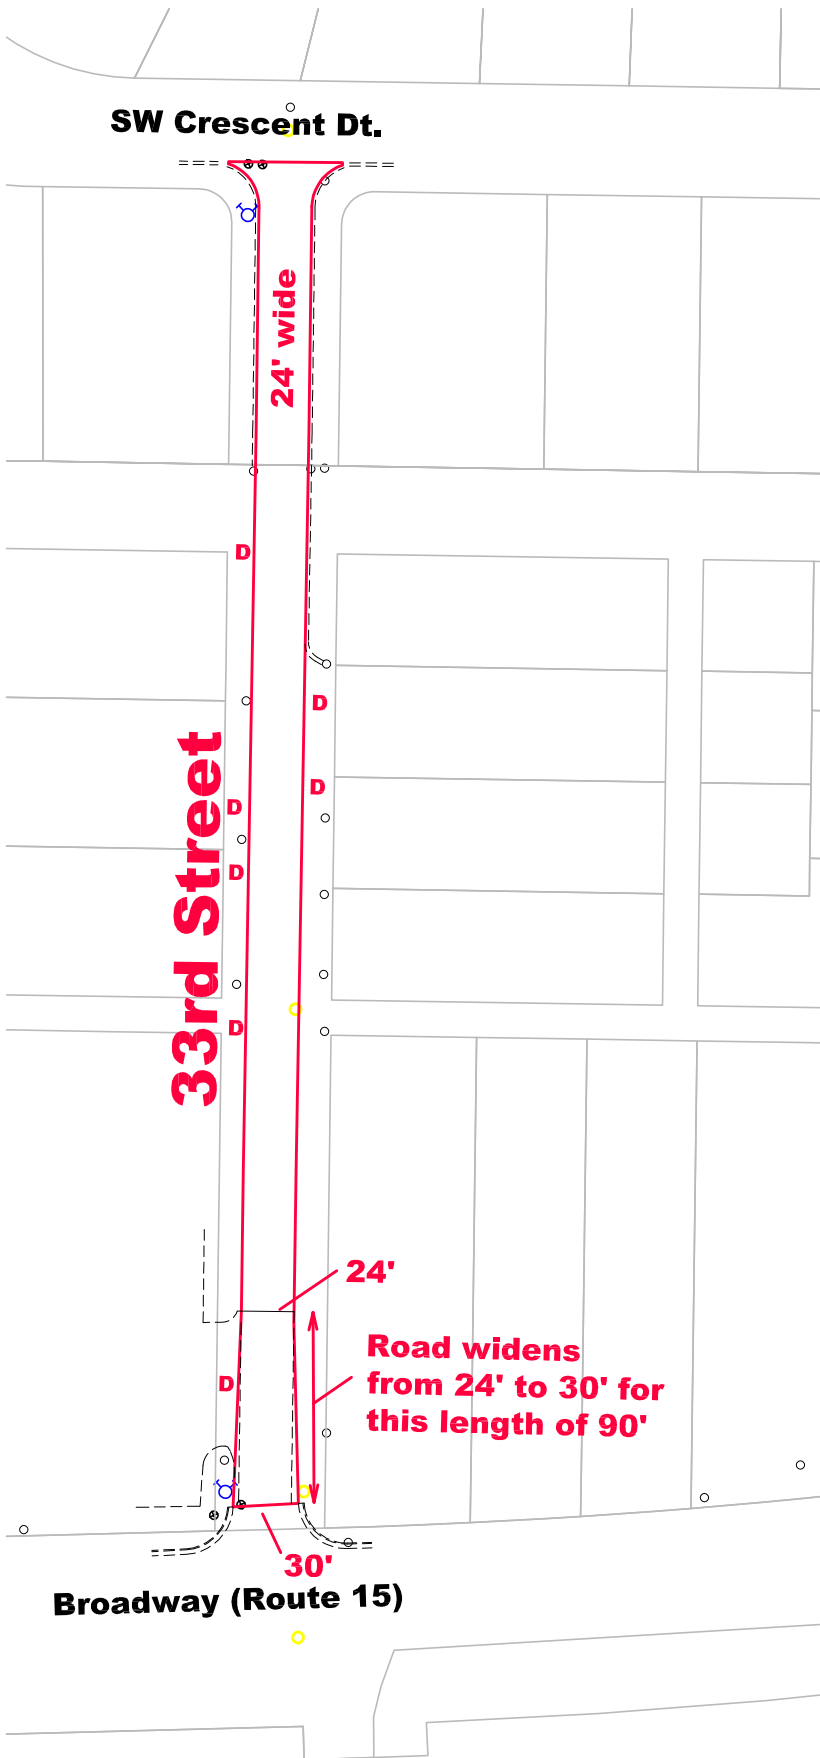 SW Crescent Dt.
24' wide
D
D
D
D
D
33rd Street
D
24'
Road widens
from 24' to 30' for
this length of 90'
D
30'
Broadway (Route 15)